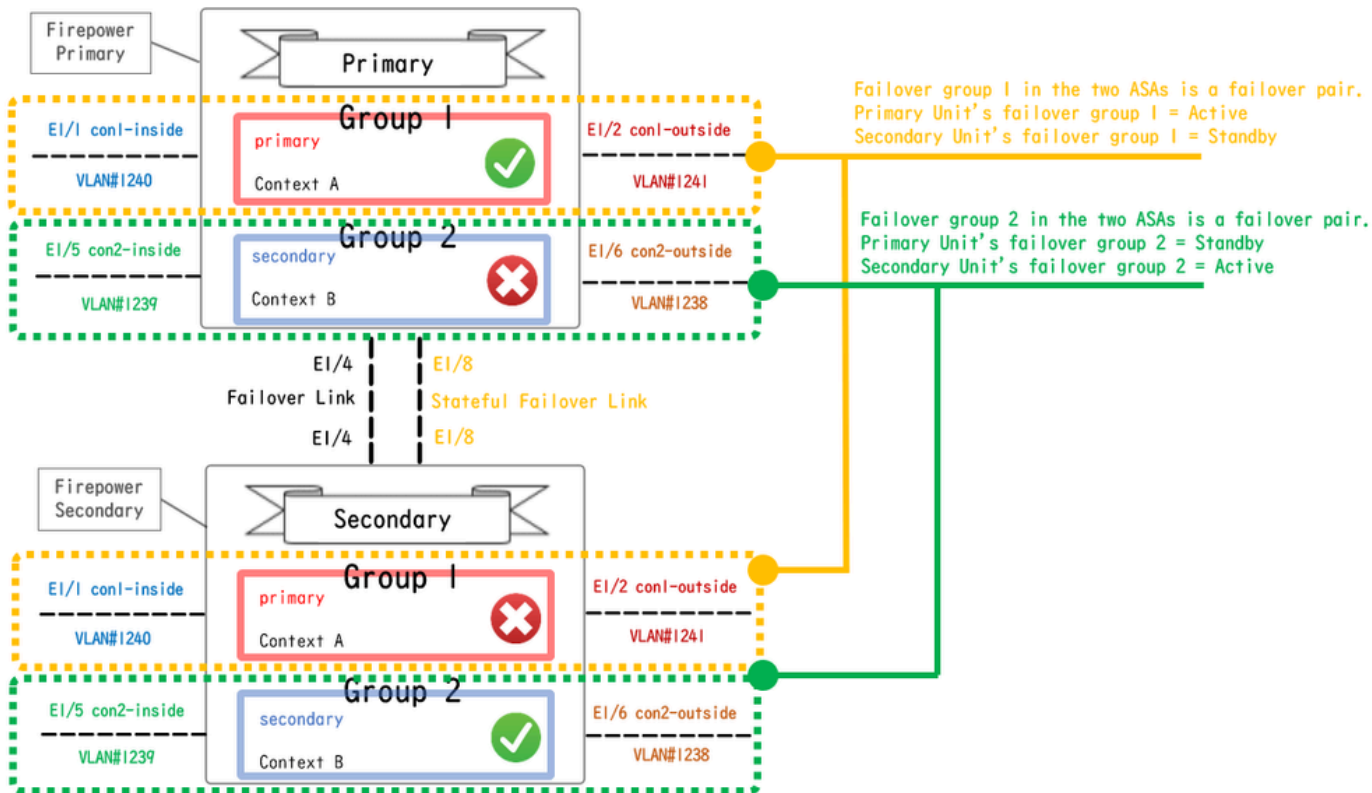 Firepower
Primary
Primary
Group 1
E1/1 con1-inside
VLAN#1240
primary
Context A
E1/2 con1-outside
VLAN#1241
Group 2
E1/5 con2-inside
VLAN#1239
secondary
Context B
E1/6 con2-outside
VLAN#1238
Failover group 1 in the two ASAs is a failover pair.
Primary Unit's failover group 1 = Active
Secondary Unit's failover group 1 = Standby
Failover group 2 in the two ASAs is a failover pair.
Primary Unit's failover group 2 = Standby
Secondary Unit's failover group 2 = Active
E1/4
E1/8
Failover Link
Stateful Failover Link
E1/4
E1/8
Firepower
Secondary
Secondary
Group 1
E1/1 con1-inside
VLAN#1240
primary
Context A
E1/2 con1-outside
VLAN#1241
Group 2
E1/5 con2-inside
VLAN#1239
secondary
Context B
E1/6 con2-outside
VLAN#1238